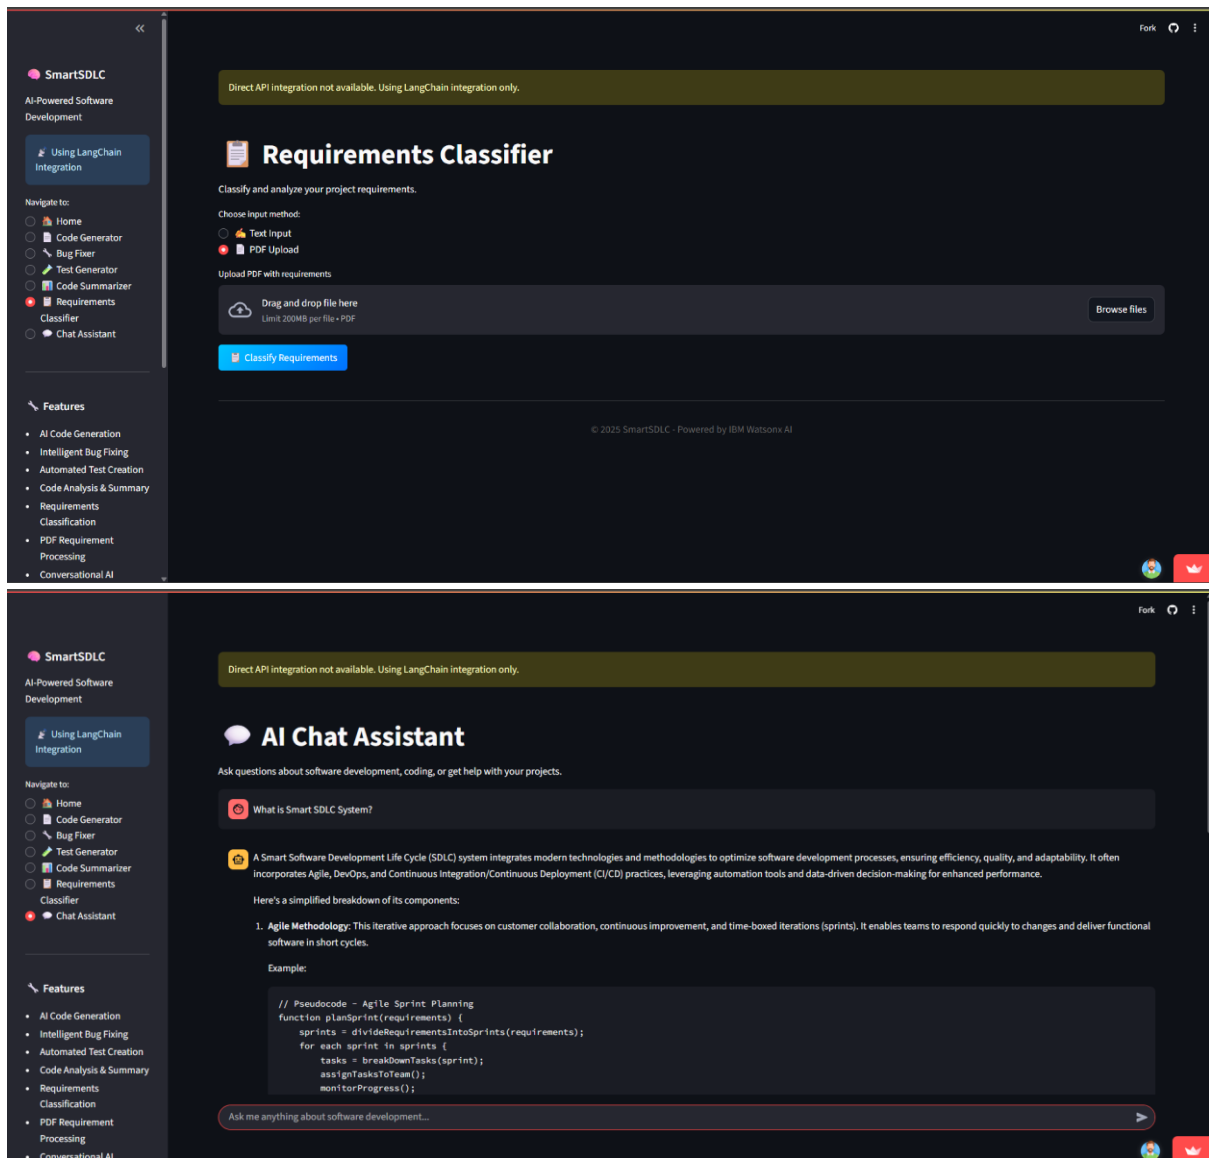 Fork
SmartSDLC
AI-Powered Software
Development
Using LangChain
Integration
Navigate to:
Home
Code Generator
Bug Fixer
Test Generator
Code Summarizer
Requirements
Classifier
Chat Assistant
Features
• AI Code Generation
• Intelligent Bug Fixing
• Automated Test Creation
• Code Analysis & Summary
• Requirements
Classification
• PDF Requirement
Processing
• Conversational AI
Direct API integration not available. Using LangChain integration only.
Requirements Classifier
Classify and analyze your project requirements.
Choose input method:
Text Input
PDF Upload
Upload PDF with requirements
Drag and drop file here
Limit 200MB per file • PDF
Browse files
Classify Requirements
© 2025 SmartSDLC - Powered by IBM Watsonx AI
Fork
SmartSDLC
AI-Powered Software
Development
Using LangChain
Integration
Navigate to:
Home
Code Generator
Bug Fixer
Test Generator
Code Summarizer
Requirements
Classifier
Chat Assistant
Features
• AI Code Generation
• Intelligent Bug Fixing
• Automated Test Creation
• Code Analysis & Summary
• Requirements
Classification
• PDF Requirement
Processing
• Conversational AI
Direct API integration not available. Using LangChain integration only.
AI Chat Assistant
Ask questions about software development, coding, or get help with your projects.
What is Smart SDLC System?
A Smart Software Development Life Cycle (SDLC) system integrates modern technologies and methodologies to optimize software development processes, ensuring efficiency, quality, and adaptability. It often
incorporates Agile, DevOps, and Continuous Integration/Continuous Deployment (CI/CD) practices, leveraging automation tools and data-driven decision-making for enhanced performance.
Here's a simplified breakdown of its components:
1. Agile Methodology: This iterative approach focuses on customer collaboration, continuous improvement, and time-boxed iterations (sprints). It enables teams to respond quickly to changes and deliver functional
software in short cycles.
Example:
// Pseudocode - Agile Sprint Planning
function planSprint(requirements) {
sprints = divideRequirementsIntoSprints(requirements);
for each sprint in sprints {
tasks = breakDownTasks(sprint);
assignTasksToTeam();
monitorProgress();
Ask me anything about software development...